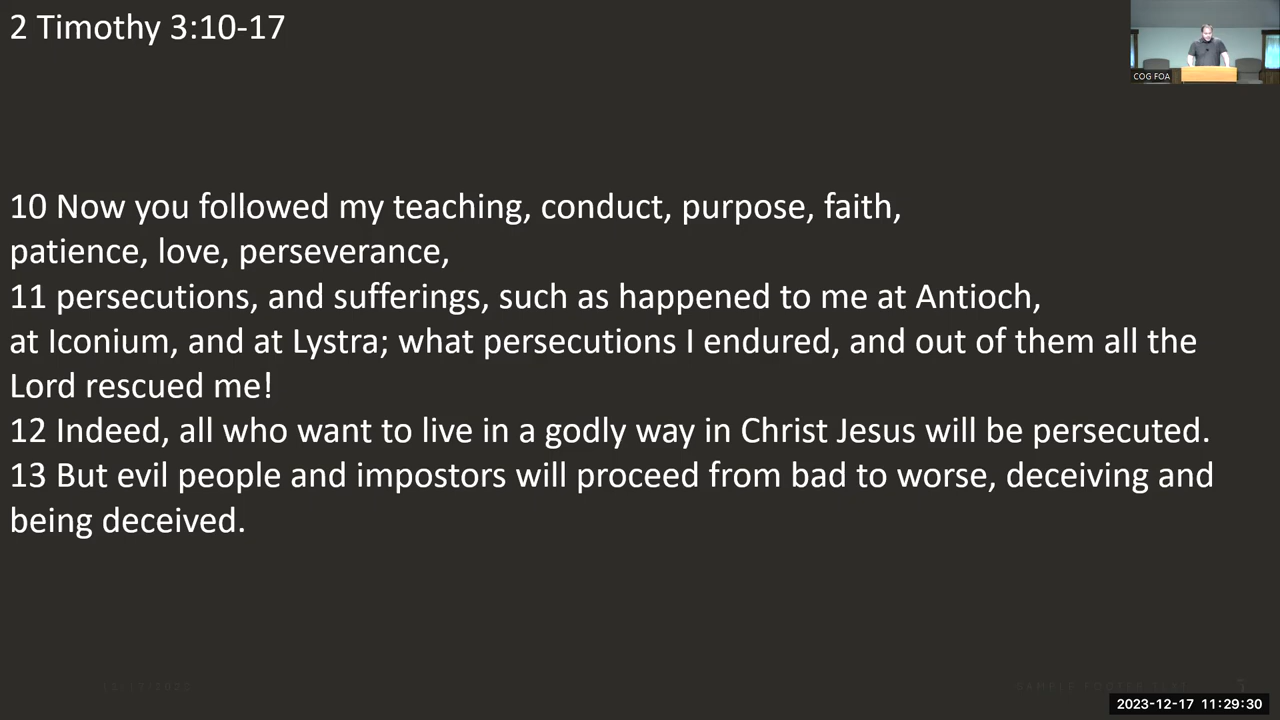 2 Timothy 3:10-17
COG FOA
10 Now you followed my teaching, conduct, purpose, faith,
patience, love, perseverance,
11 persecutions, and sufferings, such as happened to me at Antioch,
at Iconium, and at Lystra; what persecutions I endured, and out of them all the
Lord rescued me!
12 Indeed, all who want to live in a godly way in Christ Jesus will be persecuted.
13 But evil people and impostors will proceed from bad to worse, deceiving and
being deceived.
2023-12-17 11:29:30